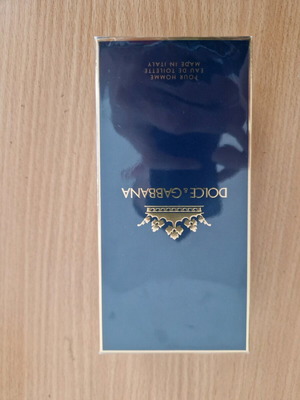 DOLCE & GABBANA
POUR HOMME
EAU DE TOILETTE
MADE IN ITALY